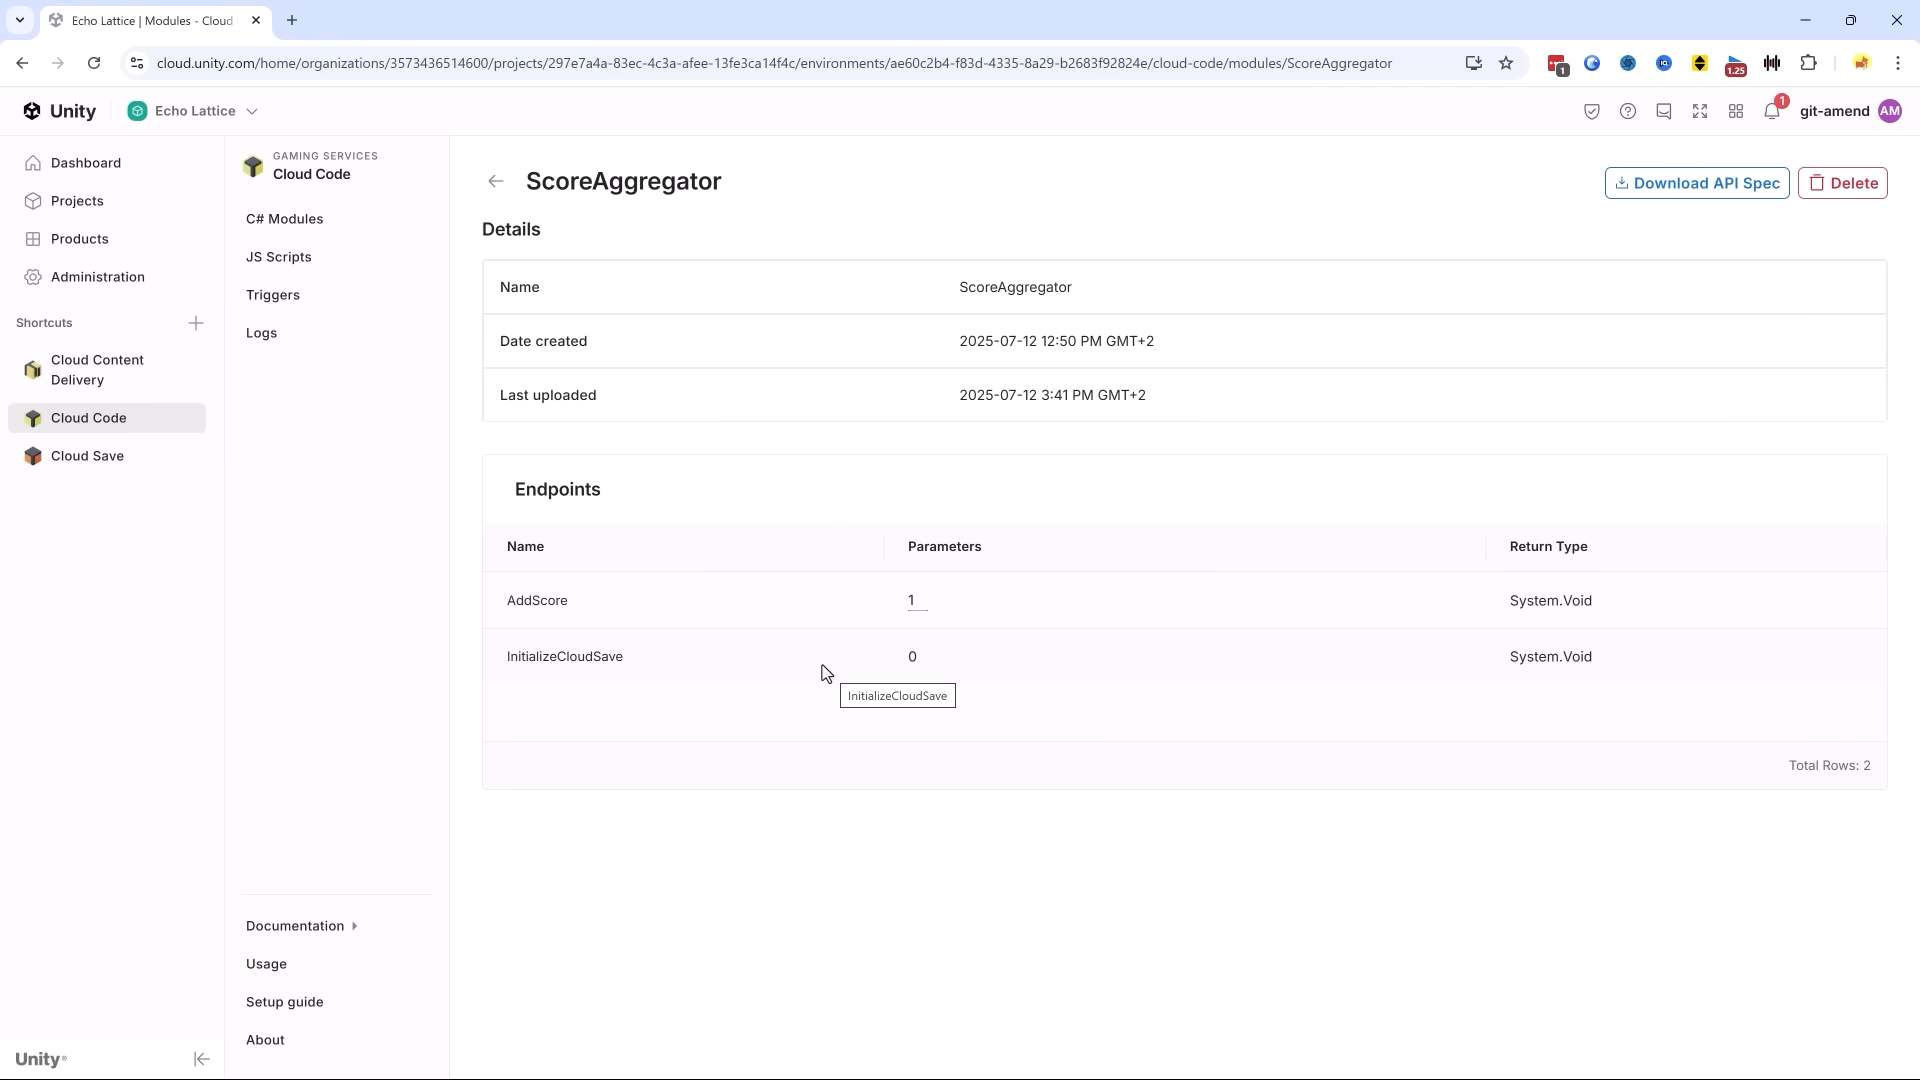 Echo Lattice | Modules - Cloud
cloud.unity.com/home/organizations/3573436514600/projects/297e7a4a-83ec-4c3a-afee-13fe3ca14f4c/environments/ae60c2b4-f83d-4335-8a29-b2683f92824e/cloud-code/modules/ScoreAggregator
1
1.25
Unity
Echo Lattice
1
git-amend
AM
Dashboard
Projects
Products
Administration
Shortcuts
Cloud Content
Delivery
Cloud Code
Cloud Save
Unity
GAMING SERVICES
Cloud Code
C# Modules
JS Scripts
Triggers
Logs
Documentation
Usage
Setup guide
About
ScoreAggregator
Download API Spec
Delete
Details
Name ScoreAggregator
Date created 2025-07-12 12:50 PM GMT+2
Last uploaded 2025-07-12 3:41 PM GMT+2
Endpoints
Name Parameters Return Type
AddScore 1 System.Void
InitializeCloudSave 0 System.Void
InitializeCloudSave
Total Rows: 2